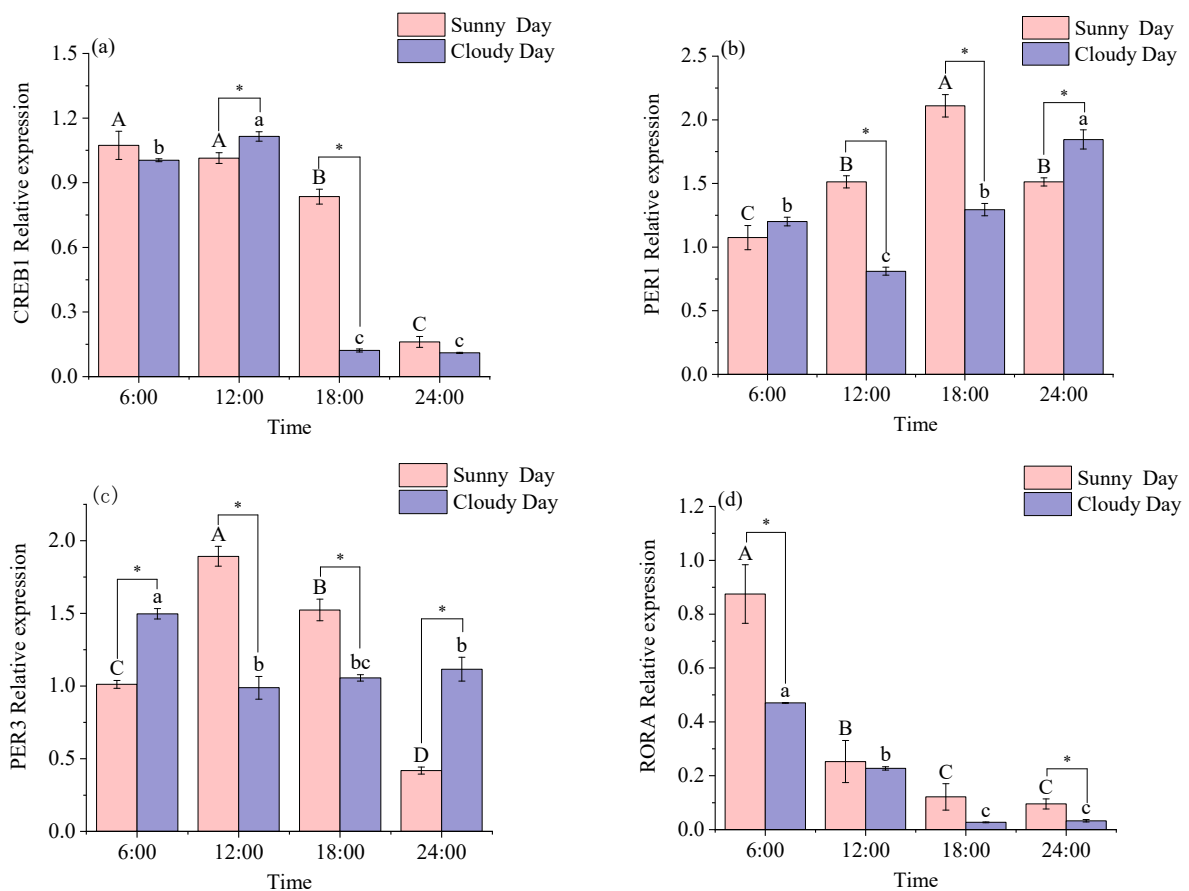 (a)
Sunny Day
Cloudy Day
CREB1 Relative expression
1.5
1.2
0.9
0.6
0.3
0.0
A
b
A
*
a
B
*
c
C
c
6:00
12:00
18:00
24:00
Time
(b)
Sunny Day
Cloudy Day
PER1 Relative expression
2.5
2.0
1.5
1.0
0.5
0.0
C
b
B
*
c
A
*
b
B
*
a
6:00
12:00
18:00
24:00
Time
(c)
Sunny Day
Cloudy Day
PER3 Relative expression
2.0
1.5
1.0
0.5
0.0
C
*
a
A
*
b
B
*
bc
D
*
b
6:00
12:00
18:00
24:00
Time
(d)
Sunny Day
Cloudy Day
RORA Relative expression
1.2
1.0
0.8
0.6
0.4
0.2
0.0
A
*
a
B
b
C
c
C
*
c
6:00
12:00
18:00
24:00
Time